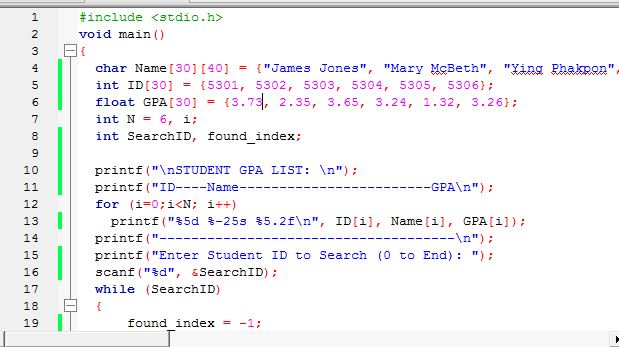 1 #include <stdio.h>
2 void main()
3 {
4 char Name[30][40] = {"James Jones", "Mary McBeth", "Ying Phakpon",
5 int ID[30] = {5301, 5302, 5303, 5304, 5305, 5306};
6 float GPA[30] = {3.73, 2.35, 3.65, 3.24, 1.32, 3.26};
7 int N = 6, i;
8 int SearchID, found_index;
9
10 printf("\nSTUDENT GPA LIST: \n");
11 printf("ID----Name------------------------GPA\n");
12 for (i=0;i<N; i++)
13 printf("%5d %-25s %5.2f\n", ID[i], Name[i], GPA[i]);
14 printf("-------------------------------------\n");
15 printf("Enter Student ID to Search (0 to End): ");
16 scanf("%d", &SearchID);
17 while (SearchID)
18 {
19 found_index = -1;